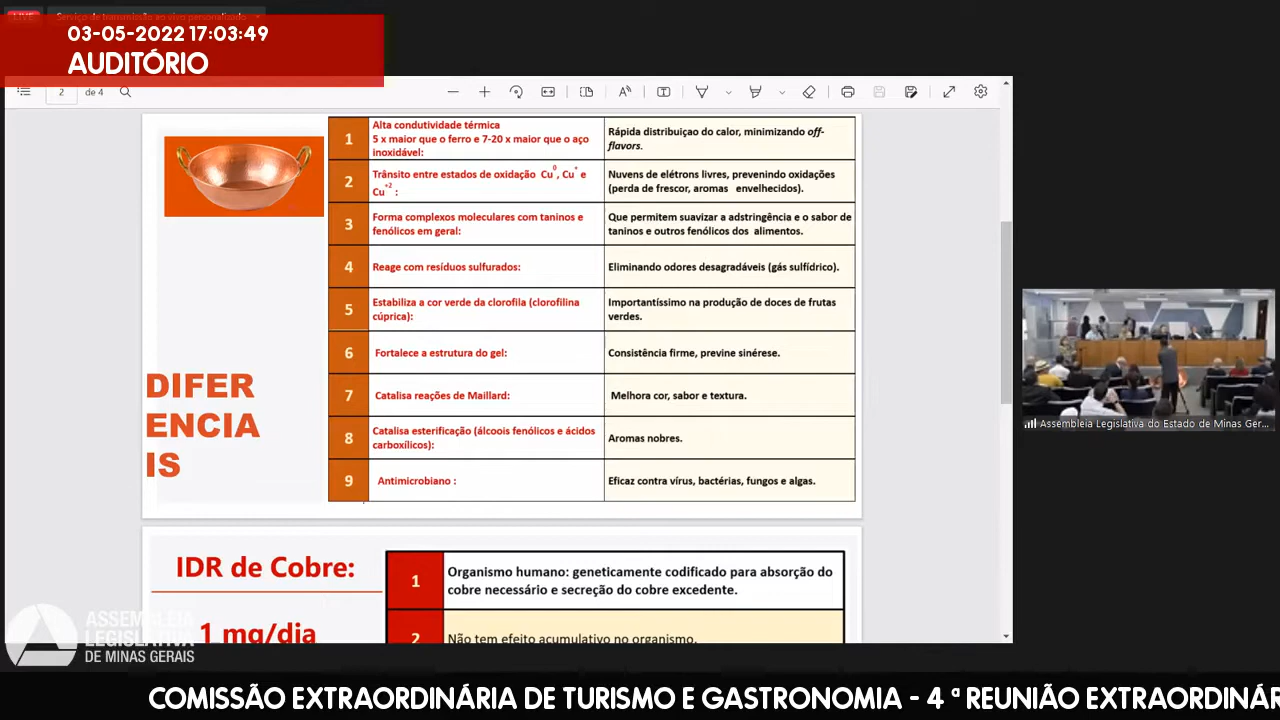 LIVE
Serviço de transmissão ao vivo personalizado
03-05-2022 17:03:49
AUDITÓRIO
2 de 4
1
Alta condutividade térmica
5 x maior que o ferro e 7-20 x maior que o aço
inoxidável:
Rápida distribuiçao do calor, minimizando off-
flavors.
2
Trânsito entre estados de oxidação Cu0, Cu+ e
Cu+2 :
Nuvens de elétrons livres, prevenindo oxidações
(perda de frescor, aromas envelhecidos).
3
Forma complexos moleculares com taninos e
fenólicos em geral:
Que permitem suavizar a adstringência e o sabor de
taninos e outros fenólicos dos alimentos.
4
Reage com resíduos sulfurados:
Eliminando odores desagradáveis (gás sulfídrico).
5
Estabiliza a cor verde da clorofila (clorofilina
cúprica):
Importantíssimo na produção de doces de frutas
verdes.
6
Fortalece a estrutura do gel:
Consistência firme, previne sinérese.
7
Catalisa reações de Maillard:
Melhora cor, sabor e textura.
8
Catalisa esterificação (álcoois fenólicos e ácidos
carboxílicos):
Aromas nobres.
9
Antimicrobiano :
Eficaz contra vírus, bactérias, fungos e algas.
DIFER
ENCIA
IS
IDR de Cobre:
1 mg/dia
1
Organismo humano: geneticamente codificado para absorção do
cobre necessário e secreção do cobre excedente.
2
Não tem efeito acumulativo no organismo.
Assembleia Legislativa do Estado de Minas Ger...
ASSEMBLEIA
LEGISLATIVA
DE MINAS GERAIS
COMISSÃO EXTRAORDINÁRIA DE TURISMO E GASTRONOMIA - 4 ª REUNIÃO EXTRAORDINÁR